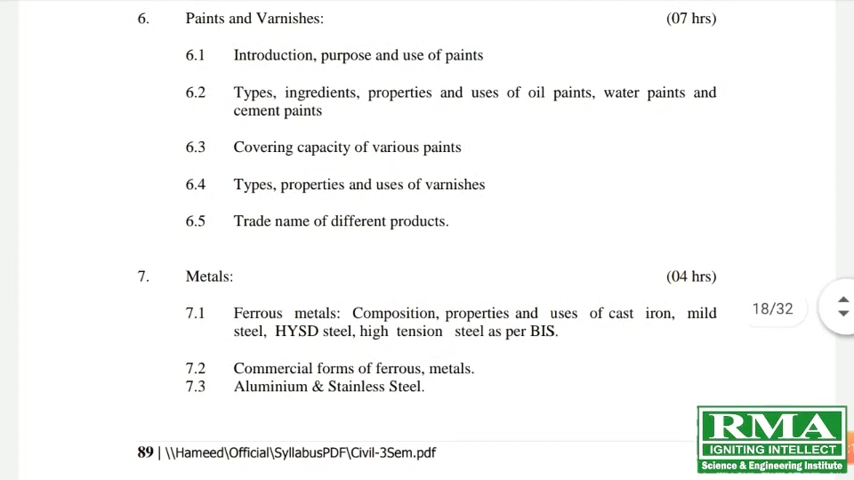 6. Paints and Varnishes: (07 hrs)
6.1 Introduction, purpose and use of paints
6.2 Types, ingredients, properties and uses of oil paints, water paints and
cement paints
6.3 Covering capacity of various paints
6.4 Types, properties and uses of varnishes
6.5 Trade name of different products.
7. Metals: (04 hrs)
7.1 Ferrous metals: Composition, properties and uses of cast iron, mild
steel, HYSD steel, high tension steel as per BIS.
18/32
7.2 Commercial forms of ferrous, metals.
7.3 Aluminium & Stainless Steel.
89 | \\Hameed\Official\SyllabusPDF\Civil-3Sem.pdf
RMA
IGNITING INTELLECT
Science & Engineering Institute